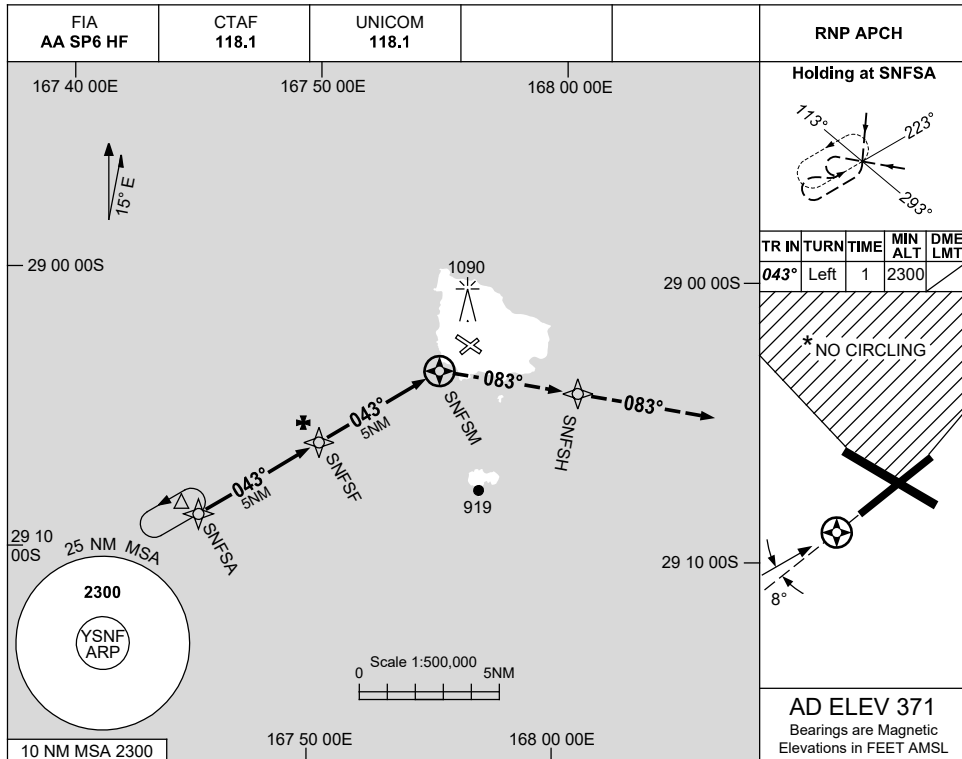 FIA
AA SP6 HF
CTAF
118.1
UNICOM
118.1
RNP APCH
167 40 00E
167 50 00E
168 00 00E
15° E
29 00 00S
29 00 00S
1090
083°
083°
043°
5NM
043°
5NM
SNFSM
SNFSH
SNFSF
SNFSA
919
29 10
00S
29 10 00S
25 NM MSA
2300
YSNF
ARP
Scale 1:500,000
0
5NM
10 NM MSA 2300
167 50 00E
168 00 00E
Holding at SNFSA
113°
223°
293°
TR IN TURN TIME MIN ALT DME LMT
043° Left 1 2300
* NO CIRCLING
8°
AD ELEV 371
Bearings are Magnetic
Elevations in FEET AMSL